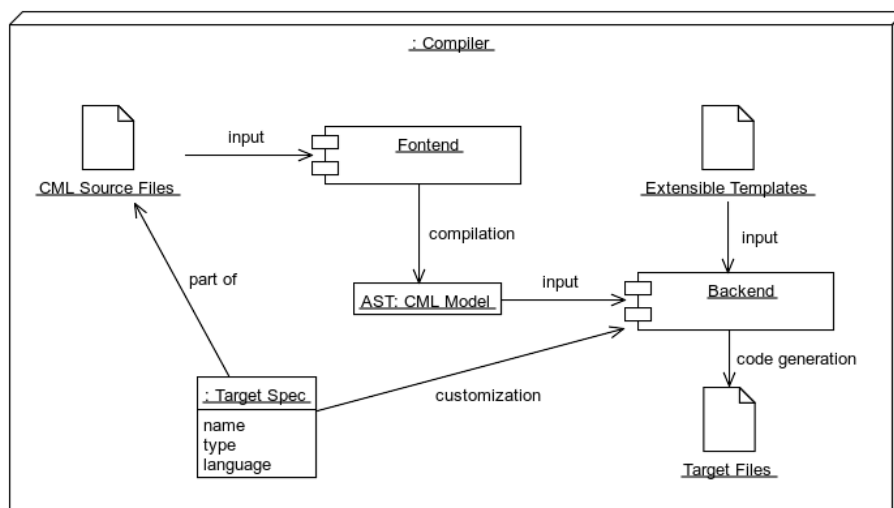 : Compiler
input
Fontend
CML Source Files
Extensible Templates
compilation
input
part of
AST: CML Model
input
Backend
: Target Spec
name
type
language
customization
code generation
Target Files